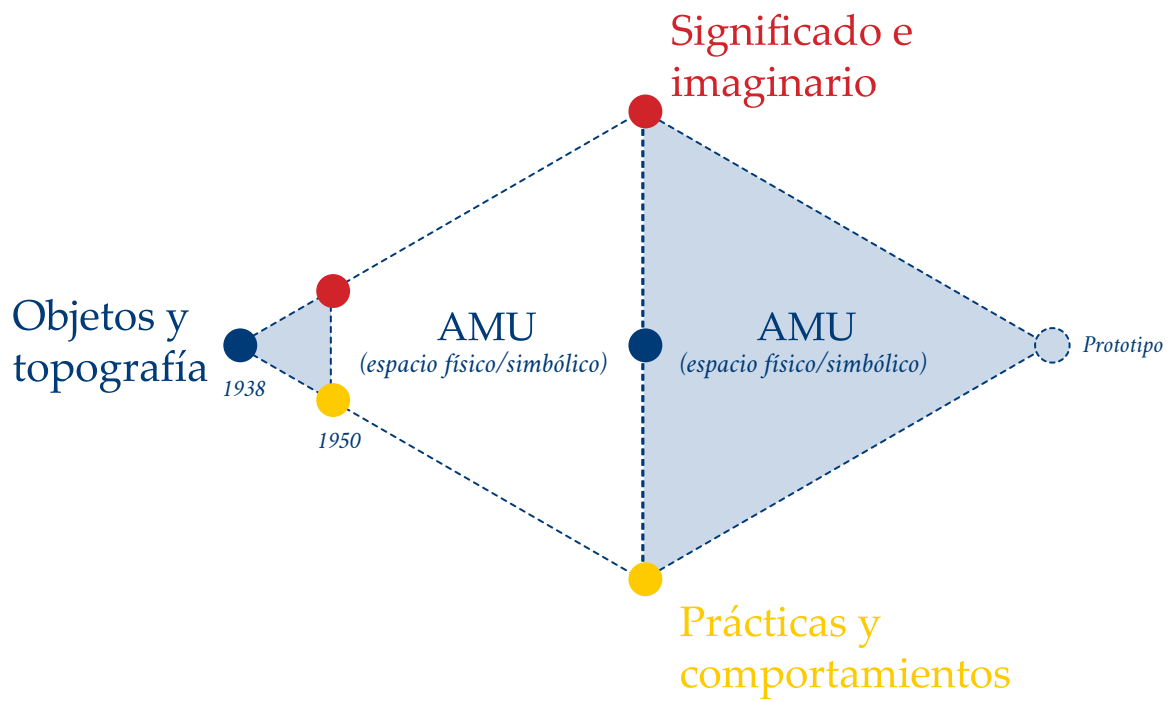 Significado e
imaginario
Objetos y
topografía
1938
1950
AMU
(espacio físico/simbólico)
AMU
(espacio físico/simbólico)
Prototipo
Prácticas y
comportamientos